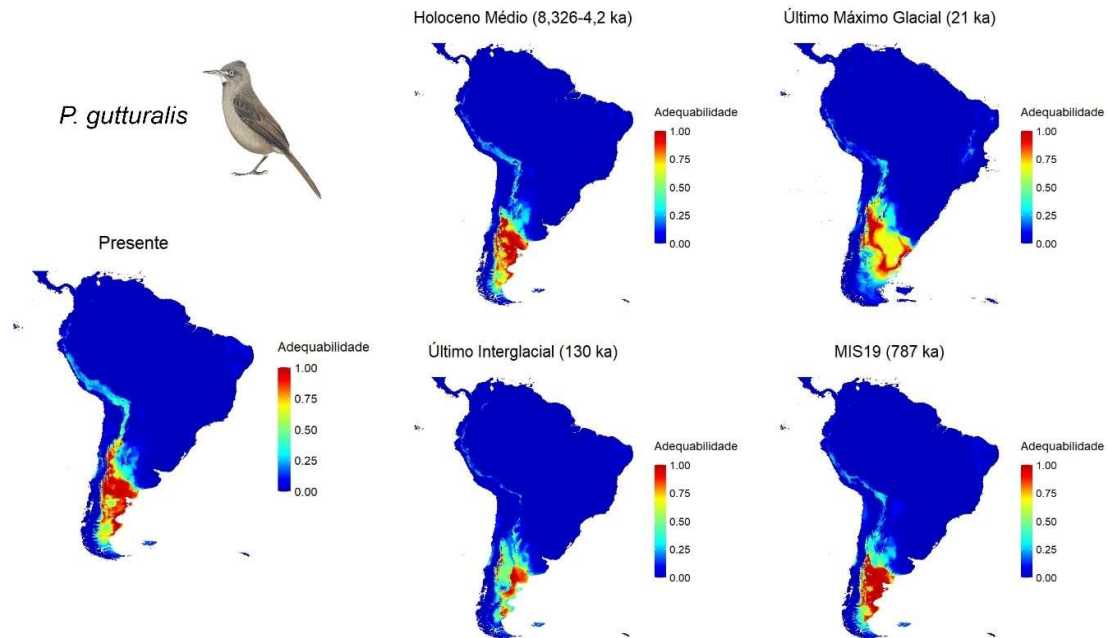 P. gutturalis
Presente
Adequabilidade
1.00
0.75
0.50
0.25
0.00
Holoceno Médio (8,326-4,2 ka)
Adequabilidade
1.00
0.75
0.50
0.25
0.00
Último Máximo Glacial (21 ka)
Adequabilidade
1.00
0.75
0.50
0.25
0.00
Último Interglacial (130 ka)
Adequabilidade
1.00
0.75
0.50
0.25
0.00
MIS19 (787 ka)
Adequabilidade
1.00
0.75
0.50
0.25
0.00